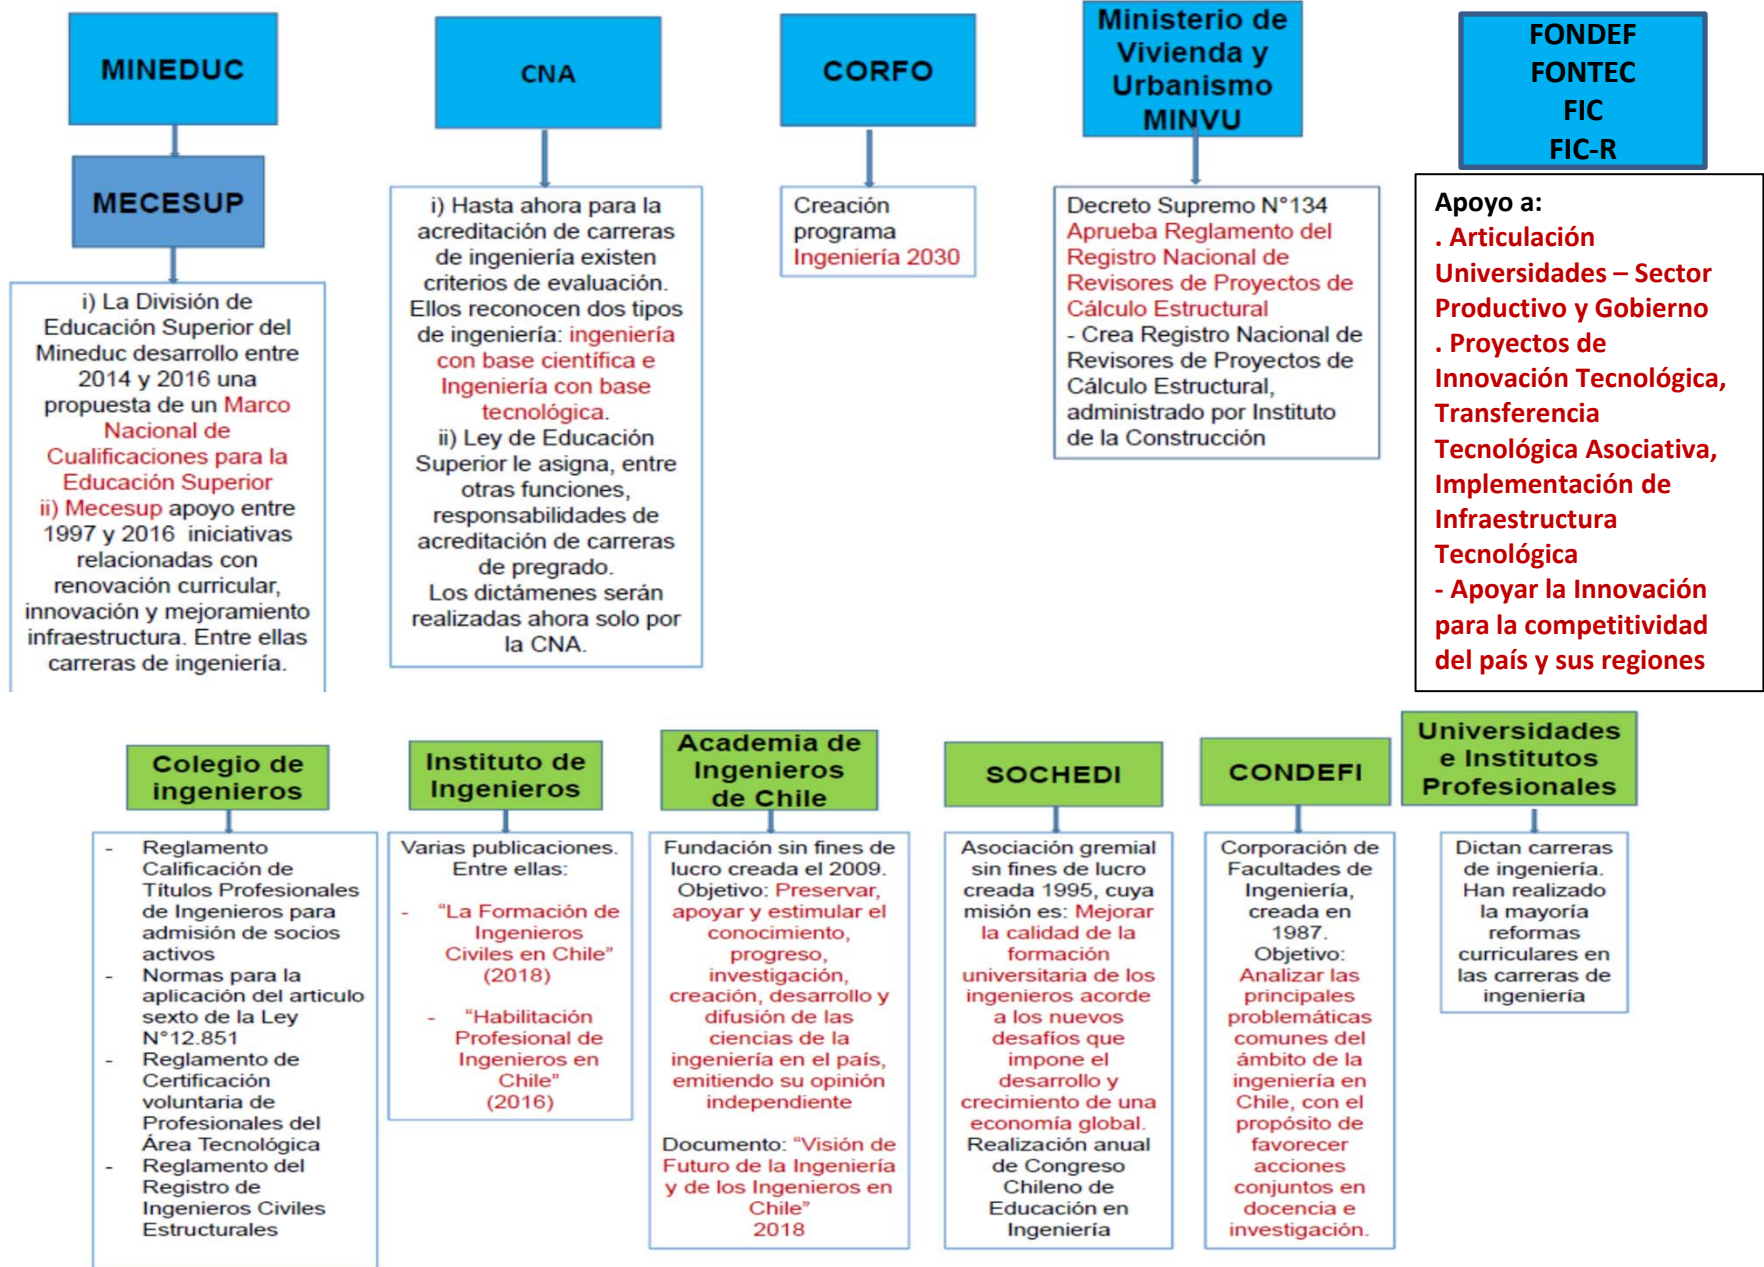 MINEDUC
MECESUP
i) La División de
Educación Superior del
Mineduc desarrollo entre
2014 y 2016 una
propuesta de un Marco
Nacional de
Cualificaciones para la
Educación Superior
ii) Mecesup apoyo entre
1997 y 2016 iniciativas
relacionadas con
renovación curricular,
innovación y mejoramiento
infraestructura. Entre ellas
carreras de ingeniería.
CNA
i) Hasta ahora para la
acreditación de carreras
de ingeniería existen
criterios de evaluación.
Ellos reconocen dos tipos
de ingeniería: ingeniería
con base científica e
Ingeniería con base
tecnológica.
ii) Ley de Educación
Superior le asigna, entre
otras funciones,
responsabilidades de
acreditación de carreras
de pregrado.
Los dictámenes serán
realizadas ahora solo por
la CNA.
CORFO
Creación
programa
Ingeniería 2030
Ministerio de
Vivienda y
Urbanismo
MINVU
Decreto Supremo N°134
Aprueba Reglamento del
Registro Nacional de
Revisores de Proyectos de
Cálculo Estructural
- Crea Registro Nacional de
Revisores de Proyectos de
Cálculo Estructural,
administrado por Instituto
de la Construcción
FONDEF
FONTEC
FIC
FIC-R
Apoyo a:
. Articulación
Universidades – Sector
Productivo y Gobierno
. Proyectos de
Innovación Tecnológica,
Transferencia
Tecnológica Asociativa,
Implementación de
Infraestructura
Tecnológica
- Apoyar la Innovación
para la competitividad
del país y sus regiones
Colegio de
ingenieros
- Reglamento
Calificación de
Títulos Profesionales
de Ingenieros para
admisión de socios
activos
- Normas para la
aplicación del articulo
sexto de la Ley
N°12.851
- Reglamento de
Certificación
voluntaria de
Profesionales del
Área Tecnológica
- Reglamento del
Registro de
Ingenieros Civiles
Estructurales
Instituto de
Ingenieros
Varias publicaciones.
Entre ellas:
- “La Formación de
Ingenieros
Civiles en Chile”
(2018)
- “Habilitación
Profesional de
Ingenieros en
Chile”
(2016)
Academia de
Ingenieros
de Chile
Fundación sin fines de
lucro creada el 2009.
Objetivo: Preservar,
apoyar y estimular el
conocimiento,
progreso,
investigación,
creación, desarrollo y
difusión de las
ciencias de la
ingeniería en el país,
emitiendo su opinión
independiente
Documento: “Visión de
Futuro de la Ingeniería
y de los Ingenieros en
Chile”
2018
SOCHEDI
Asociación gremial
sin fines de lucro
creada 1995, cuya
misión es: Mejorar
la calidad de la
formación
universitaria de los
ingenieros acorde
a los nuevos
desafíos que
impone el
desarrollo y
crecimiento de una
economía global.
Realización anual
de Congreso
Chileno de
Educación en
Ingeniería
CONDEFI
Corporación de
Facultades de
Ingeniería,
creada en
1987.
Objetivo:
Analizar las
principales
problemáticas
comunes del
ámbito de la
ingeniería en
Chile, con el
propósito de
favorecer
acciones
conjuntos en
docencia e
investigación.
Universidades
e Institutos
Profesionales
Dictan carreras
de ingeniería.
Han realizado
la mayoría
reformas
curriculares en
las carreras de
ingeniería